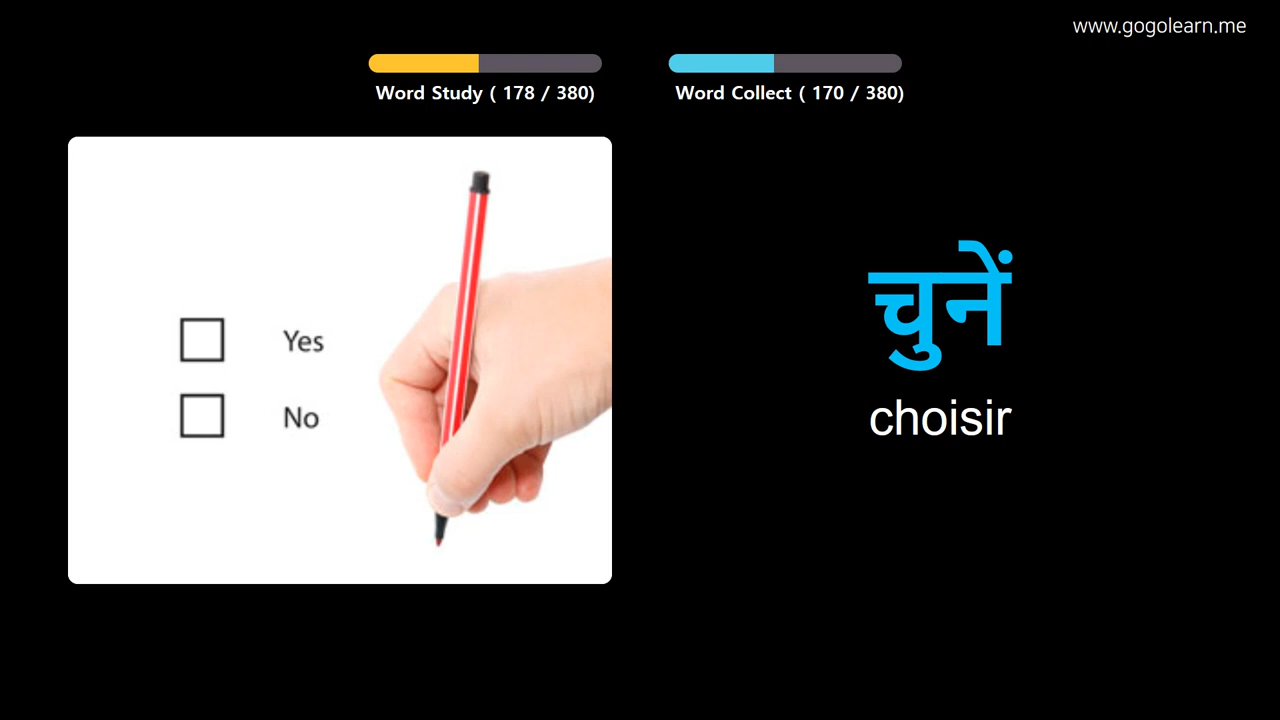 www.gogolearn.me
Word Study ( 178 / 380)
Word Collect ( 170 / 380)
Yes
No
चुनें
choisir